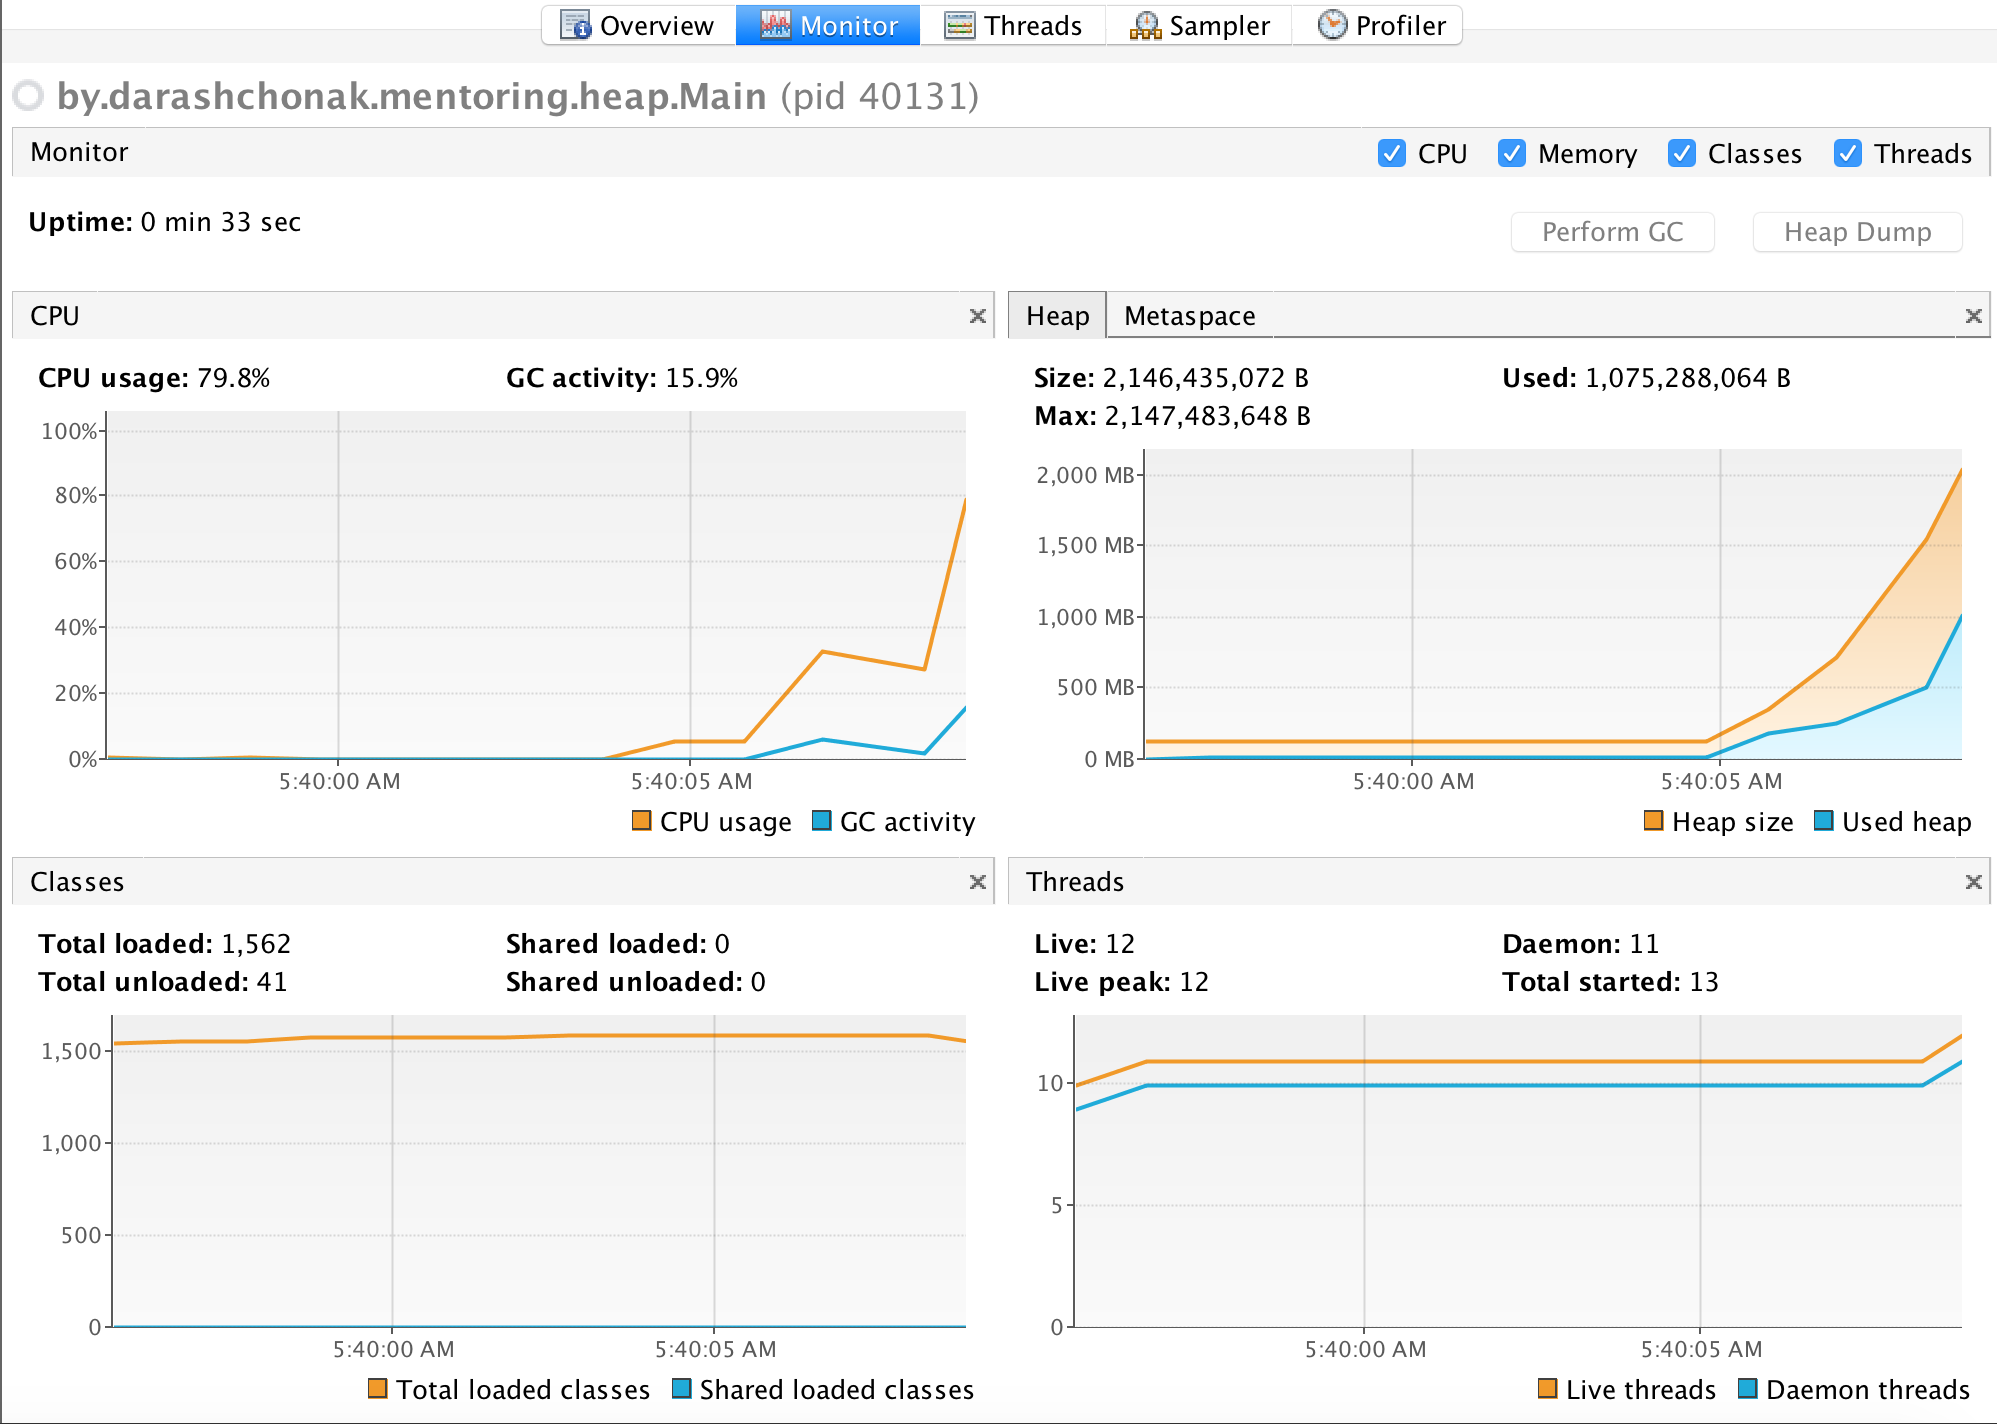 Overview Monitor Threads Sampler Profiler
by.darashchonak.mentoring.heap.Main (pid 40131)
Monitor CPU Memory Classes Threads
Uptime: 0 min 33 sec
Perform GC Heap Dump
CPU
CPU usage: 79.8% GC activity: 15.9%
100%
80%
60%
40%
20%
0%
5:40:00 AM 5:40:05 AM
CPU usage GC activity
Heap Metaspace
Size: 2,146,435,072 B Used: 1,075,288,064 B
Max: 2,147,483,648 B
2,000 MB
1,500 MB
1,000 MB
500 MB
0 MB
5:40:00 AM 5:40:05 AM
Heap size Used heap
Classes
Total loaded: 1,562 Shared loaded: 0
Total unloaded: 41 Shared unloaded: 0
1,500
1,000
500
0
5:40:00 AM 5:40:05 AM
Total loaded classes Shared loaded classes
Threads
Live: 12 Daemon: 11
Live peak: 12 Total started: 13
10
5
0
5:40:00 AM 5:40:05 AM
Live threads Daemon threads